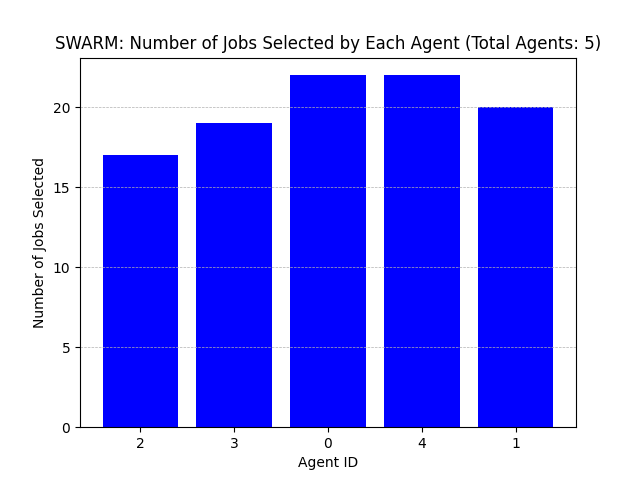 SWARM: Number of Jobs Selected by Each Agent (Total Agents: 5)
Number of Jobs Selected
20
15
10
5
0
2 3 0 4 1
Agent ID